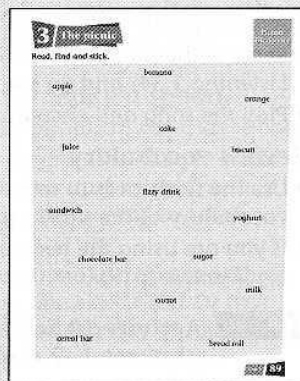 3 The picnic
Read, find and stick.
banana
apple
orange
cake
juice
biscuit
fizzy drink
sandwich
yoghurt
chocolate bar
sugar
milk
carrot
cereal bar
bread roll
89